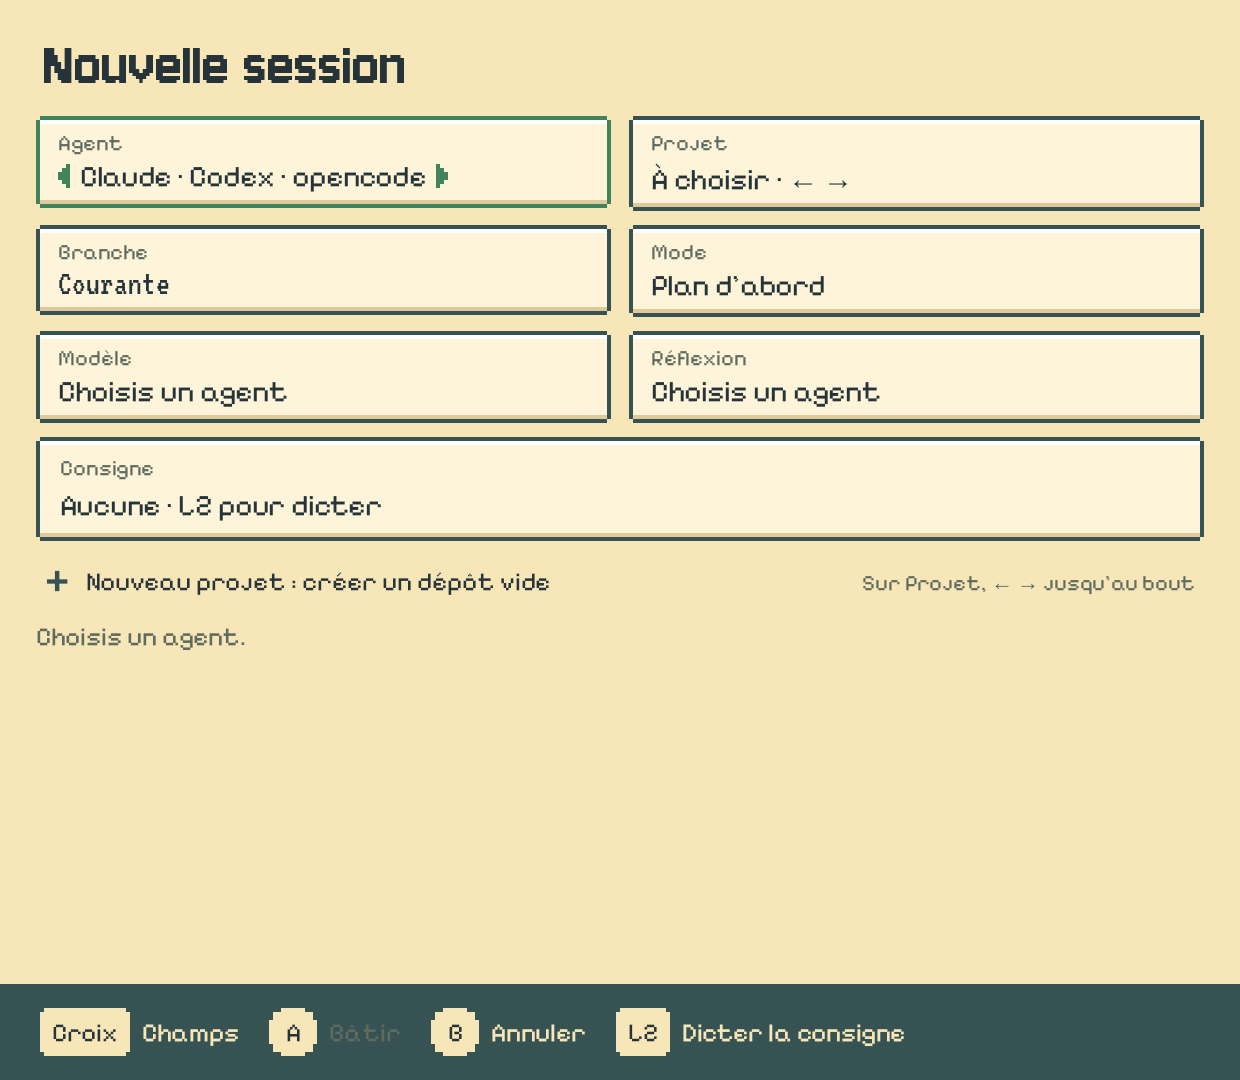 Nouvelle session
Agent
Claude · Codex · opencode
Projet
À choisir · ← →
Branche
Courante
Mode
Plan d'abord
Modèle
Choisis un agent
Réflexion
Choisis un agent
Consigne
Aucune · L2 pour dicter
+ Nouveau projet : créer un dépôt vide
Sur Projet, ← → jusqu'au bout
Choisis un agent.
Croix Champs A Bâtir B Annuler L2 Dicter la consigne